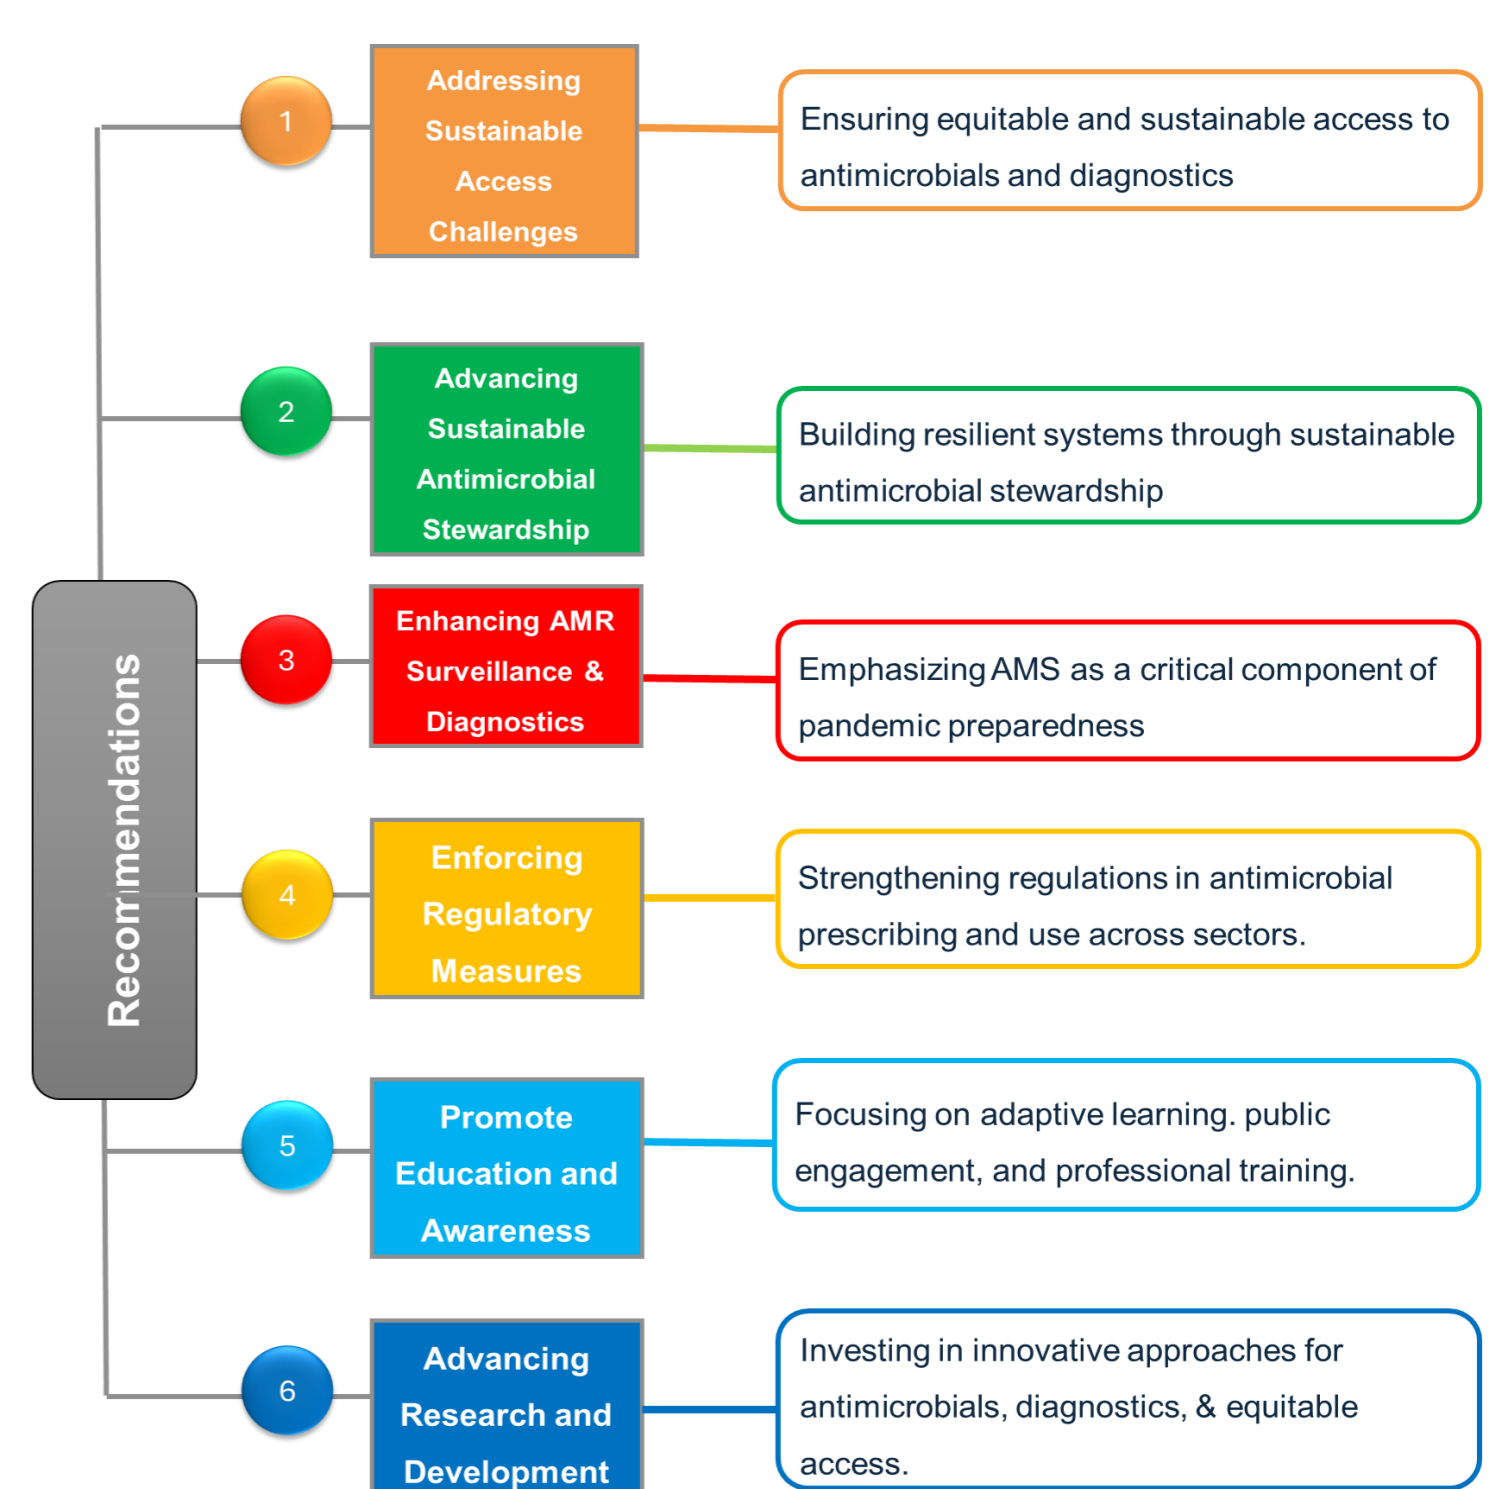 Recommendations
1
Addressing
Sustainable
Access
Challenges
Ensuring equitable and sustainable access to
antimicrobials and diagnostics
2
Advancing
Sustainable
Antimicrobial
Stewardship
Building resilient systems through sustainable
antimicrobial stewardship
3
Enhancing AMR
Surveillance &
Diagnostics
Emphasizing AMS as a critical component of
pandemic preparedness
4
Enforcing
Regulatory
Measures
Strengthening regulations in antimicrobial
prescribing and use across sectors.
5
Promote
Education and
Awareness
Focusing on adaptive learning. public
engagement, and professional training.
6
Advancing
Research and
Development
Investing in innovative approaches for
antimicrobials, diagnostics, & equitable
access.